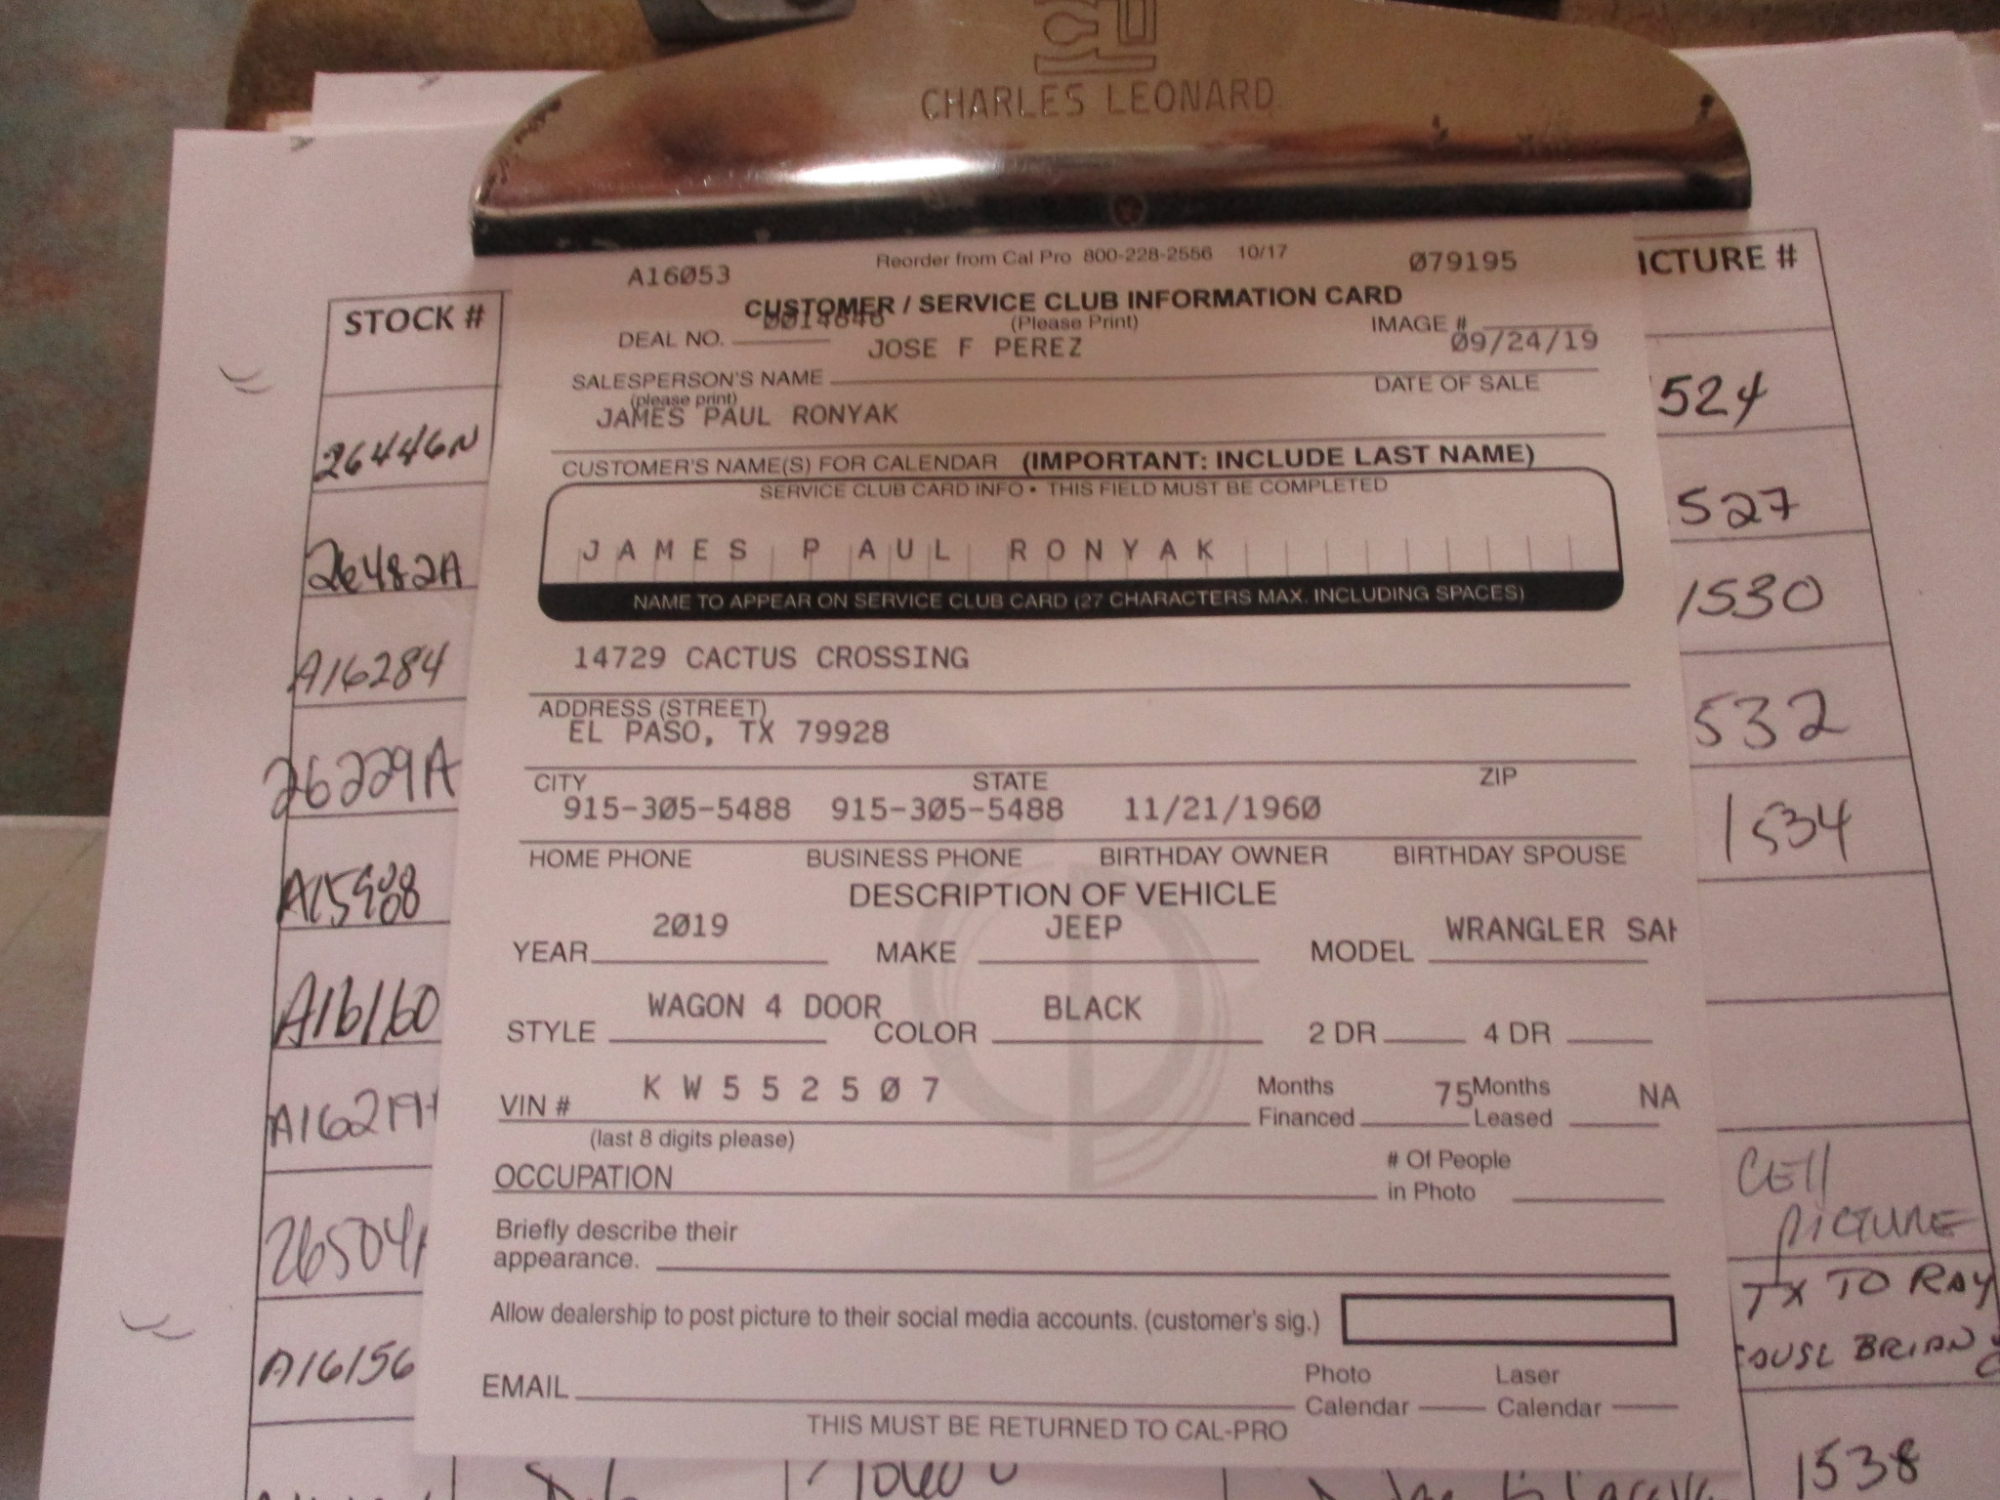 CHARLES LEONARD
Reorder from Cal Pro 800-228-2556 10/17
A16053
079195
CUSTOMER / SERVICE CLUB INFORMATION CARD
(Please Print)
DEAL NO. 0014846
IMAGE #
JOSE F PEREZ
09/24/19
SALESPERSON'S NAME
DATE OF SALE
(please print)
JAMES PAUL RONYAK
CUSTOMER'S NAME(S) FOR CALENDAR (IMPORTANT: INCLUDE LAST NAME)
SERVICE CLUB CARD INFO • THIS FIELD MUST BE COMPLETED
JAMES PAUL RONYAK
NAME TO APPEAR ON SERVICE CLUB CARD (27 CHARACTERS MAX. INCLUDING SPACES)
14729 CACTUS CROSSING
ADDRESS (STREET)
EL PASO, TX 79928
CITY STATE ZIP
915-305-5488 915-305-5488 11/21/1960
HOME PHONE BUSINESS PHONE BIRTHDAY OWNER BIRTHDAY SPOUSE
DESCRIPTION OF VEHICLE
YEAR 2019 MAKE JEEP MODEL WRANGLER SAH
STYLE WAGON 4 DOOR COLOR BLACK 2 DR 4 DR
VIN # KW552507
Months Financed 75 Months Leased NA
(last 8 digits please)
OCCUPATION
# Of People
in Photo
Briefly describe their
appearance.
Allow dealership to post picture to their social media accounts. (customer's sig.)
EMAIL
Photo
Calendar
Laser
Calendar
THIS MUST BE RETURNED TO CAL-PRO
STOCK #
26446N
26482A
A16284
26229A
A15988
A16160
A16219
26504
A16156
ICTURE #
524
527
1530
532
1534
CELL
PICTURE
TX TO RAY
BRIAN
1538